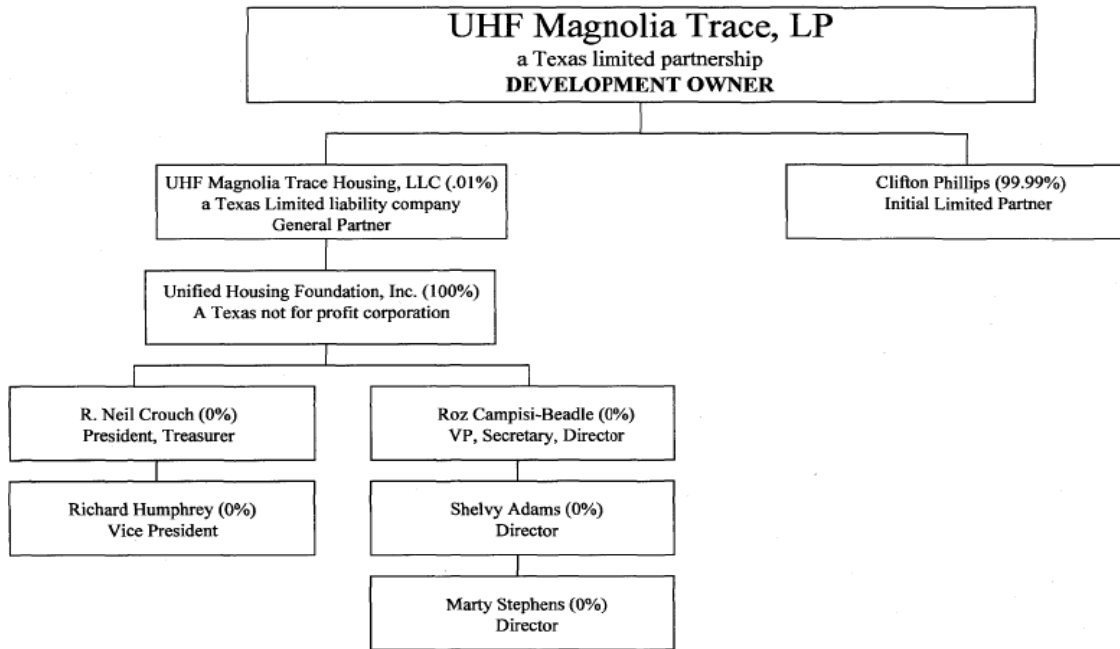 UHF Magnolia Trace, LP
a Texas limited partnership
DEVELOPMENT OWNER
UHF Magnolia Trace Housing, LLC (.01%)
a Texas Limited liability company
General Partner
Clifton Phillips (99.99%)
Initial Limited Partner
Unified Housing Foundation, Inc. (100%)
A Texas not for profit corporation
R. Neil Crouch (0%)
President, Treasurer
Roz Campisi-Beadle (0%)
VP, Secretary, Director
Richard Humphrey (0%)
Vice President
Shelvy Adams (0%)
Director
Marty Stephens (0%)
Director